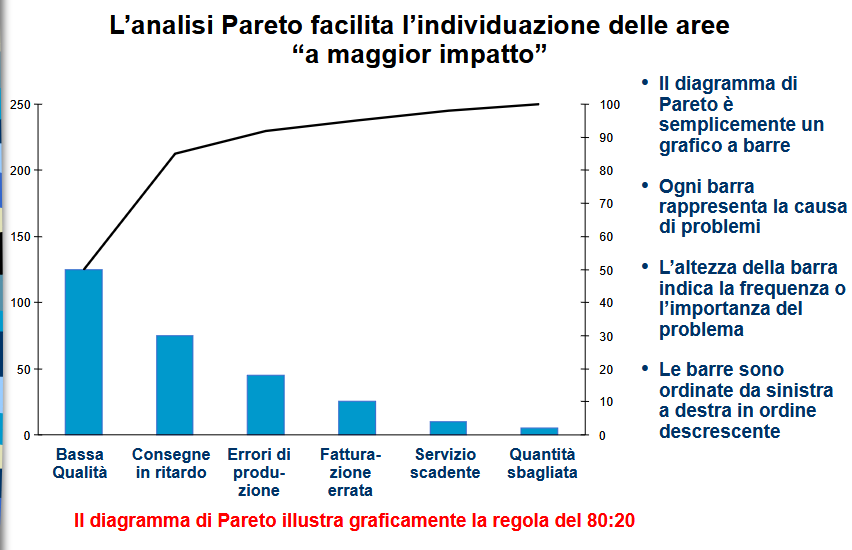 L’analisi Pareto facilita l’individuazione delle aree
“a maggior impatto”
250
200
150
100
50
0
100
90
80
70
60
50
40
30
20
10
0
Bassa
Qualità
Consegne
in ritardo
Errori di
produ-
zione
Fattura-
zione
errata
Servizio
scadente
Quantità
sbagliata
• Il diagramma di
Pareto è
semplicemente un
grafico a barre
• Ogni barra
rappresenta la causa
di problemi
• L’altezza della barra
indica la frequenza o
l’importanza del
problema
• Le barre sono
ordinate da sinistra
a destra in ordine
descrescente
Il diagramma di Pareto illustra graficamente la regola del 80:20